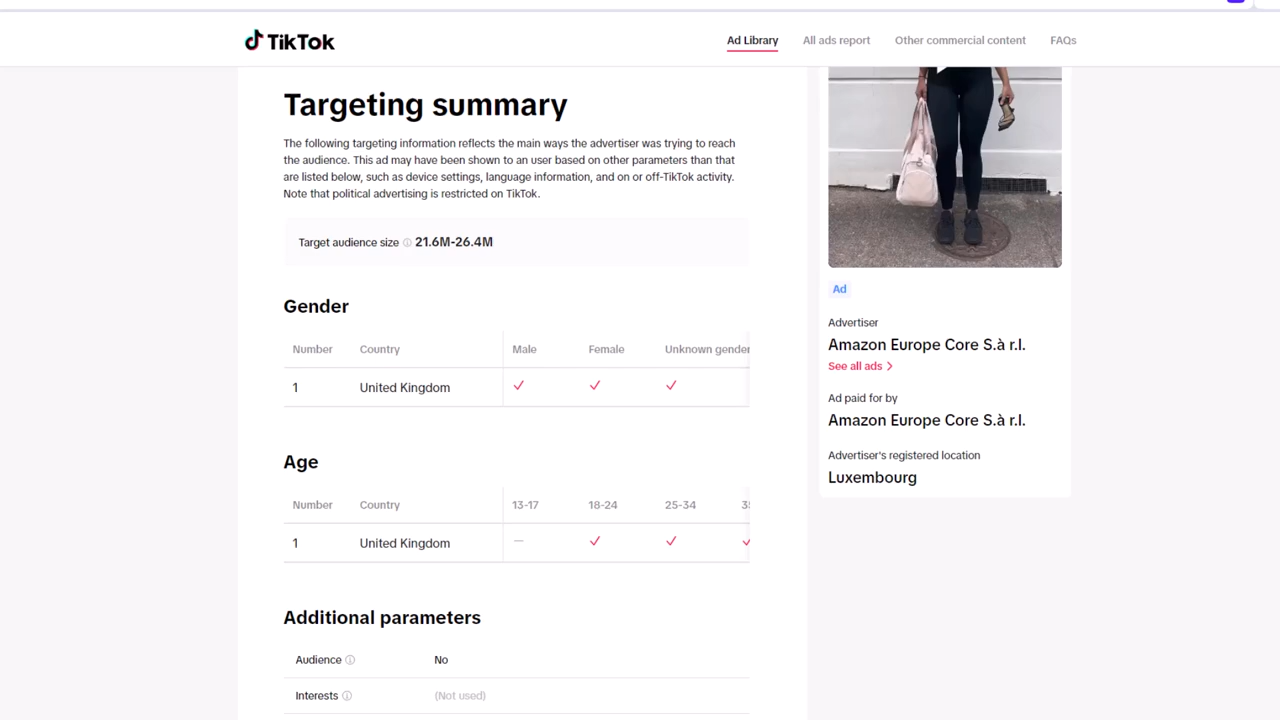 TikTok
Ad Library
All ads report
Other commercial content
FAQs
Targeting summary
The following targeting information reflects the main ways the advertiser was trying to reach
the audience. This ad may have been shown to an user based on other parameters than that
are listed below, such as device settings, language information, and on or off-TikTok activity.
Note that political advertising is restricted on TikTok.
Target audience size 21.6M-26.4M
Gender
Number Country Male Female Unknown gender
1 United Kingdom
Age
Number Country 13-17 18-24 25-34
1 United Kingdom
Additional parameters
Audience No
Interests (Not used)
Ad
Advertiser
Amazon Europe Core S.à r.l.
See all ads
Ad paid for by
Amazon Europe Core S.à r.l.
Advertiser's registered location
Luxembourg